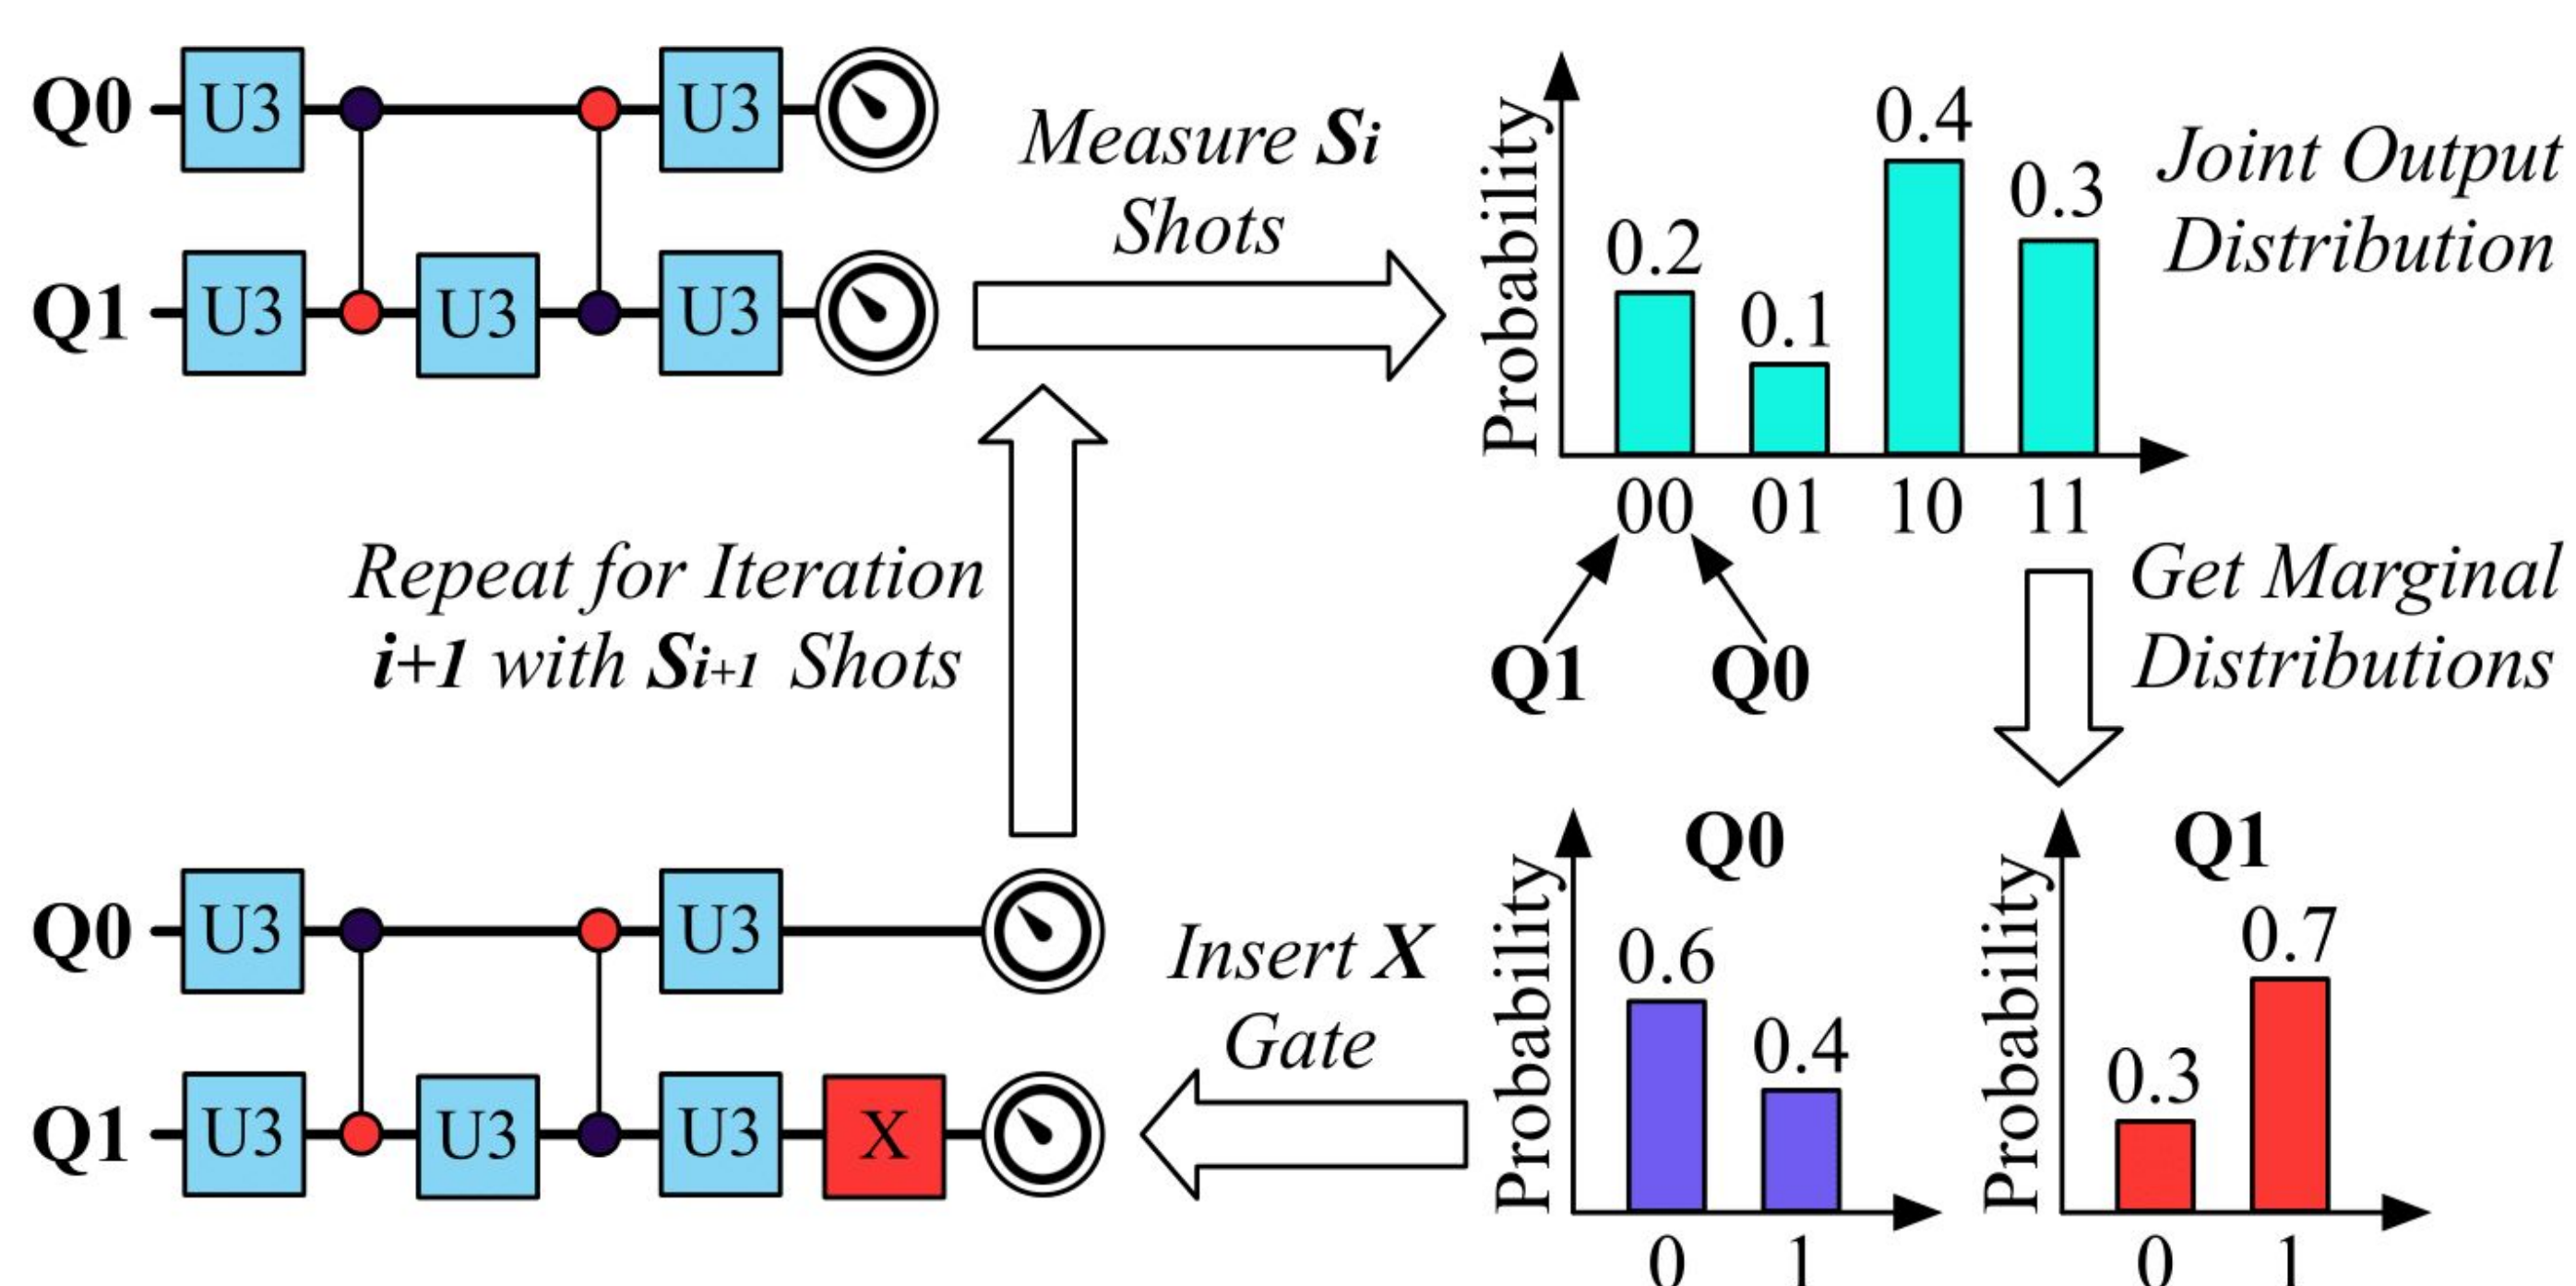 Q0 U3 U3
Q1 U3 U3 U3
Measure Si
Shots
Probability
0.2
0.1
0.4
0.3
00 01 10 11
Q1 Q0
Joint Output
Distribution
Get Marginal
Distributions
Q0
Probability
0.6
0.4
0 1
Q1
Probability
0.3
0.7
0 1
Insert X
Gate
Q0 U3 U3
Q1 U3 U3 U3 X
Repeat for Iteration
i+1 with Si+1 Shots